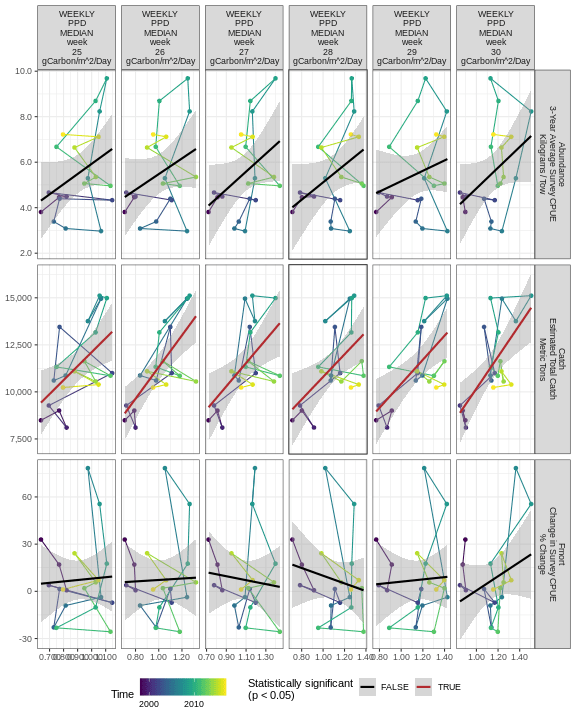 WEEKLY
PPD
MEDIAN
week
25
gCarbon/m^2/Day
WEEKLY
PPD
MEDIAN
week
26
gCarbon/m^2/Day
WEEKLY
PPD
MEDIAN
week
27
gCarbon/m^2/Day
WEEKLY
PPD
MEDIAN
week
28
gCarbon/m^2/Day
WEEKLY
PPD
MEDIAN
week
29
gCarbon/m^2/Day
WEEKLY
PPD
MEDIAN
week
30
gCarbon/m^2/Day
10.0
8.0
6.0
4.0
2.0
Abundance
3-Year Average Survey CPUE
Kilograms / Tow
15,000
12,500
10,000
7,500
Catch
Estimated Total Catch
Metric Tons
60
30
0
-30
Fmort
Change in Survey CPUE
% Change
0.80 1.00 1.20
0.70 0.90 1.10 1.30
0.80 1.00 1.20 1.40
0.80 1.00 1.20 1.40
1.00 1.20 1.40
Time
2000 2010
Statistically significant
(p < 0.05)
FALSE
TRUE